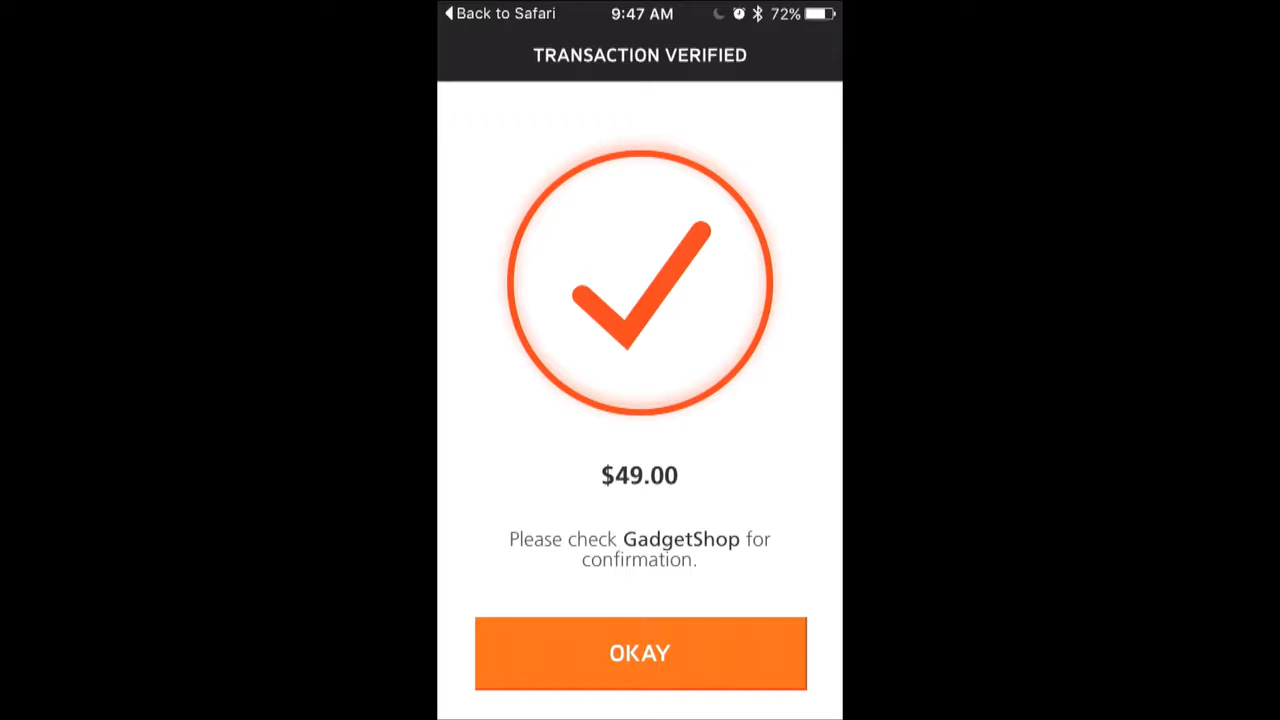 Back to Safari 9:47 AM 72%
TRANSACTION VERIFIED
$49.00
Please check GadgetShop for
confirmation.
OKAY